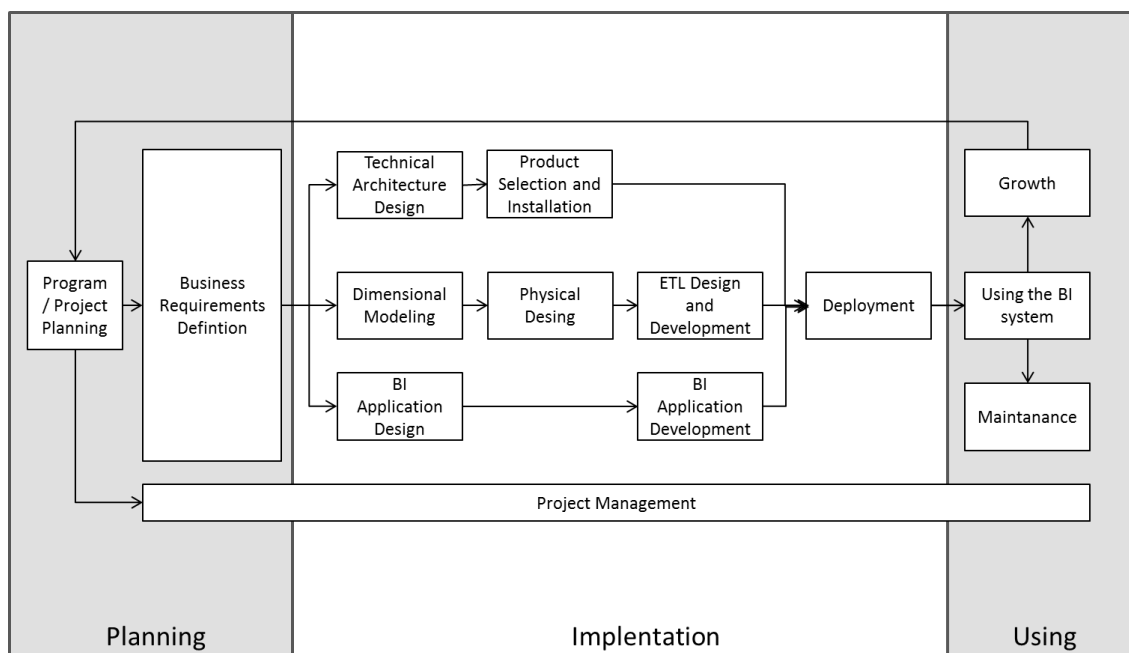 Technical
Architecture
Design
Product
Selection and
Installation
Growth
Program
/ Project
Planning
Business
Requirements
Defintion
Dimensional
Modeling
Physical
Desing
ETL Design
and
Development
Deployment
Using the BI
system
BI
Application
Design
BI
Application
Development
Maintanance
Project Management
Planning
Implentation
Using